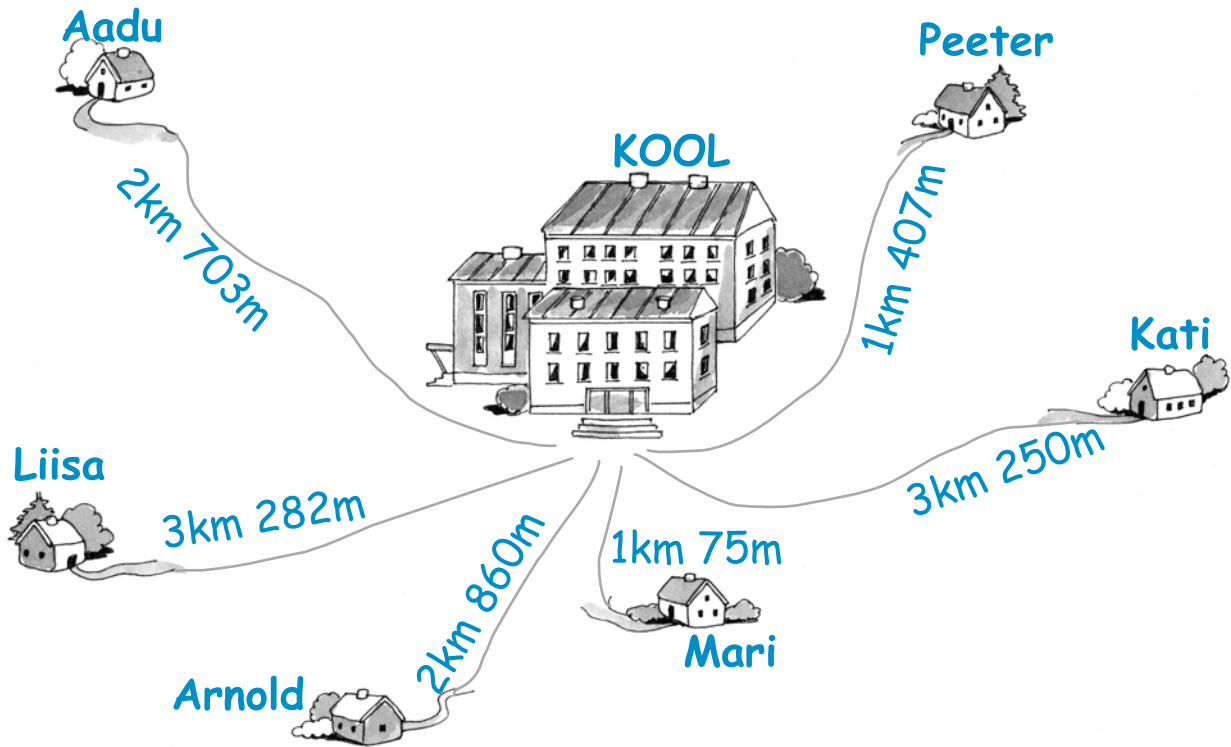 Aadu
Peeter
KOOL
2km 703m
1km 407m
Kati
Liisa
3km 250m
3km 282m
2km 860m
1km 75m
Mari
Arnold